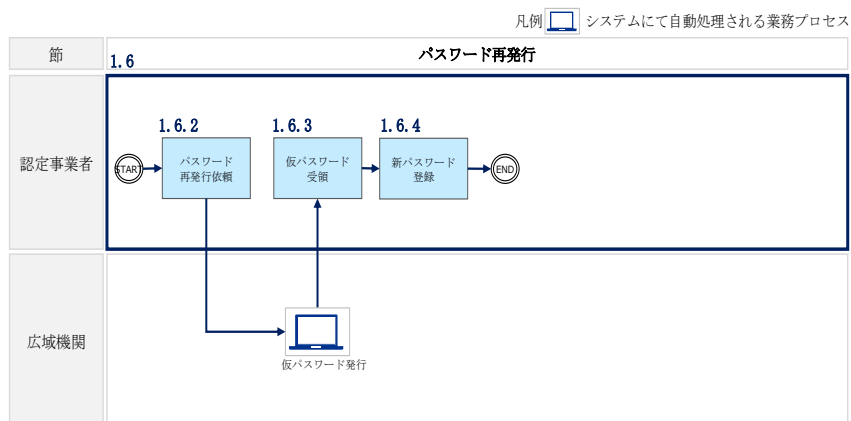 凡例 システムにて自動処理される業務プロセス
節
1.6
パスワード再発行
認定事業者
START
1.6.2
パスワード
再発行依頼
1.6.3
仮パスワード
受領
1.6.4
新パスワード
登録
END
広域機関
仮パスワード発行